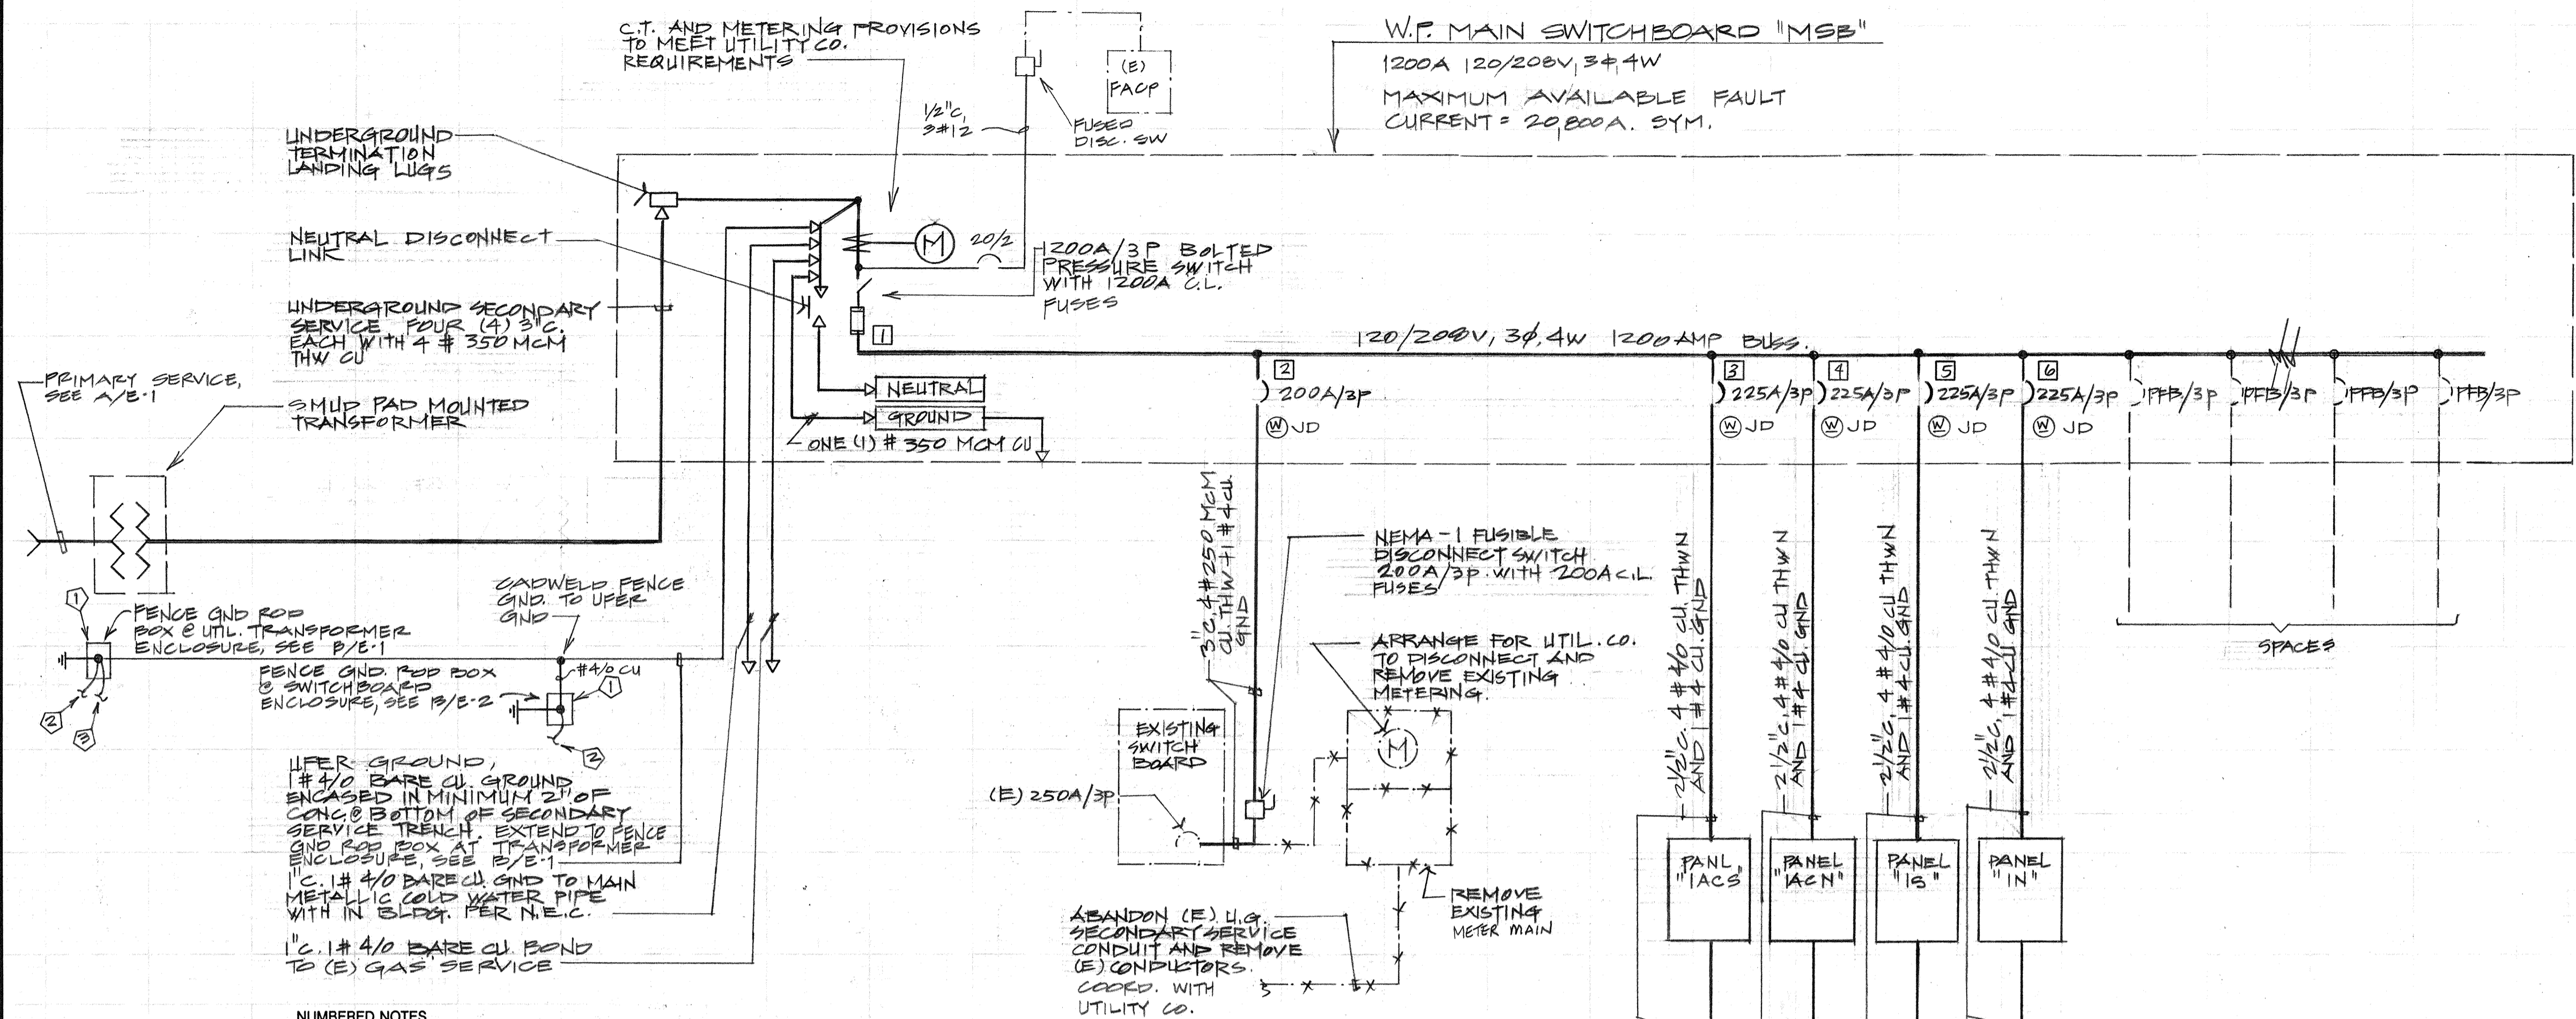 C.T. AND METERING PROVISIONS
TO MEET UTILITY CO.
REQUIREMENTS
(E)
FACP
1/2"C,
3#12
FUSED
DISC. SW
W.P. MAIN SWITCHBOARD "MSB"
1200A 120/208V, 3Φ, 4W
MAXIMUM AVAILABLE FAULT
CURRENT = 20,800A. SYM.
UNDERGROUND
TERMINATION
LANDING LUGS
NEUTRAL DISCONNECT
LINK
M
20/2
1200A/3P BOLTED
PRESSURE SWITCH
WITH 1200A C.L.
FUSES
UNDERGROUND SECONDARY
SERVICE FOUR (4) 3"C.
EACH WITH 4 # 350 MCM
THW CU
1
120/208V, 3Φ, 4W 1200 AMP BUSS.
PRIMARY SERVICE,
SEE A/E-1
SMUD PAD MOUNTED
TRANSFORMER
NEUTRAL
GROUND
ONE (1) # 350 MCM CU
2
200A/3P
W JD
3
225A/3P
W JD
4
225A/3P
W JD
5
225A/3P
W JD
6
225A/3P
W JD
PFB/3P
PFB/3P
PFB/3P
PFB/3P
SPACES
3"C, 4#250 MCM
CU. THW+1 #4 CU.
GND
NEMA-1 FUSIBLE
DISCONNECT SWITCH
200A/3P. WITH 200A C.L.
FUSES
ARRANGE FOR UTIL. CO.
TO DISCONNECT AND
REMOVE EXISTING
METERING.
2 1/2"C. 4 #4/0 CU. THWN
AND 1 #4 CU. GND
2 1/2"C, 4 #4/0 CU THWN
AND 1 #4 CU. GND
2 1/2"C, 4 #4/0 CU THWN
AND 1 #4 CU. GND
2 1/2"C, 4 #4/0 CU. THWN
AND 1 #4 CU GND
1
FENCE GND ROD
BOX @ UTIL. TRANSFORMER
ENCLOSURE, SEE B/E-1
CADWELD FENCE
GND. TO UFER
GND
#4/0 CU
FENCE GND. ROD BOX
@ SWITCHBOARD
ENCLOSURE, SEE B/E-2
1
2
3
2
UFER GROUND,
1 # 4/0 BARE CU. GROUND
ENCASED IN MINIMUM 2" OF
CONC. @ BOTTOM OF SECONDARY
SERVICE TRENCH. EXTEND TO FENCE
GND ROD BOX AT TRANSFORMER
ENCLOSURE, SEE B/E-1
1"C. 1# 4/0 BARE CU. GND TO MAIN
METALLIC COLD WATER PIPE
WITH IN BLDG. PER N.E.C.
1"C. 1# 4/0 BARE CU. BOND
TO (E) GAS SERVICE
EXISTING
SWITCH
BOARD
(E) 250A/3P
M
REMOVE
EXISTING
METER MAIN
ABANDON (E) U.G.
SECONDARY SERVICE
CONDUIT AND REMOVE
(E) CONDUCTORS.
COORD. WITH
UTILITY CO.
PANL
"1ACS"
PANEL
"1ACN"
PANEL
"1S"
PANEL
"1N"
NUMBERED NOTES